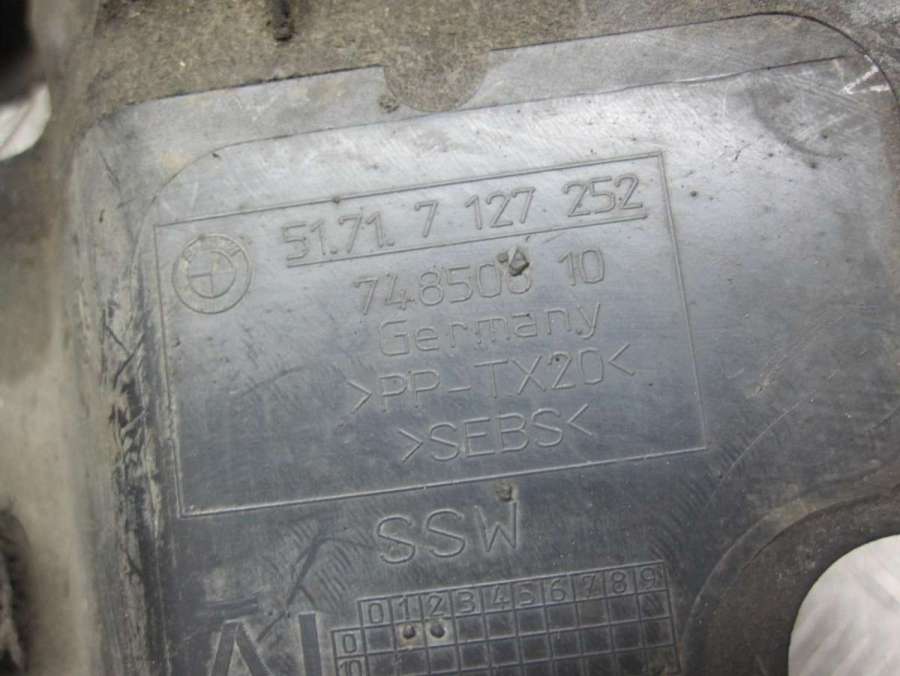 51.71. 7 127 252
748508 10
Germany
>PP-TX20<
>SEBS<
SSW
0 1 2 3 4 5 6 7 8 9
0